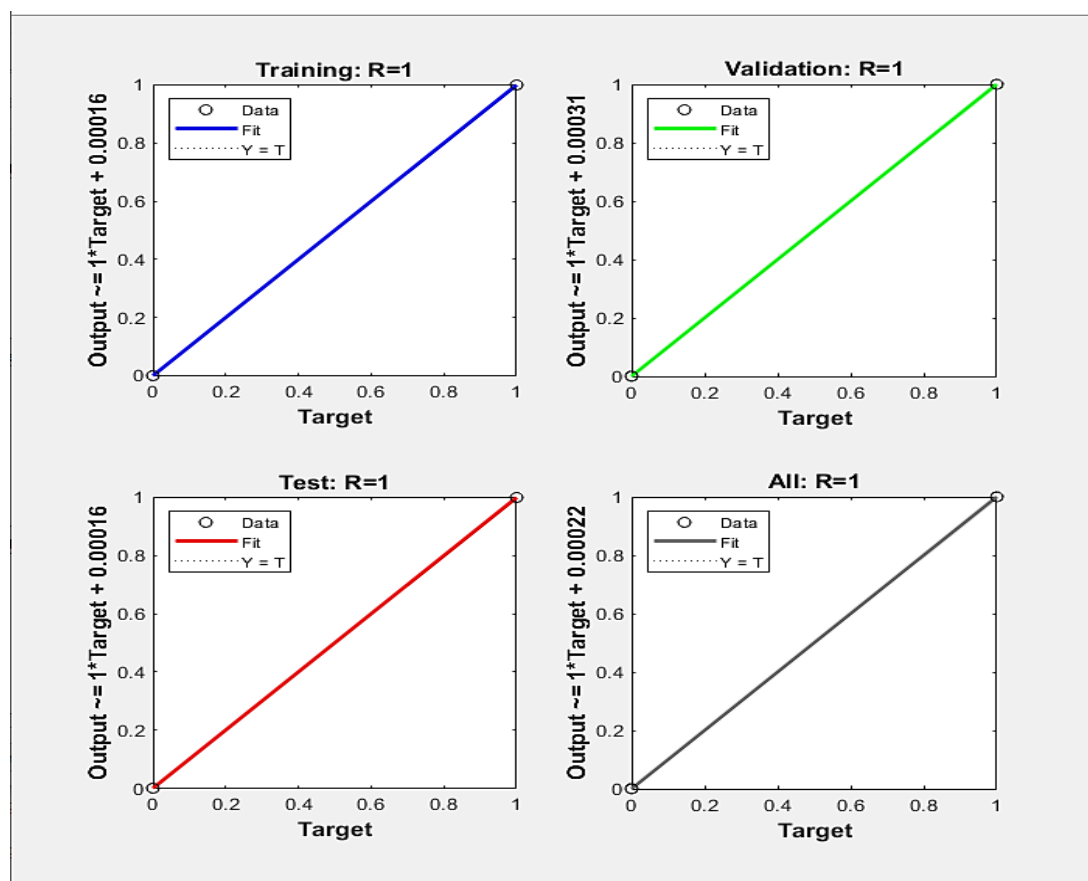 Training: R=1
Output ~= 1*Target + 0.00016
Data
Fit
Y = T
1
0.8
0.6
0.4
0.2
0
0 0.2 0.4 0.6 0.8 1
Target
Validation: R=1
Output ~= 1*Target + 0.00031
Data
Fit
Y = T
1
0.8
0.6
0.4
0.2
0
0 0.2 0.4 0.6 0.8 1
Target
Test: R=1
Output ~= 1*Target + 0.00016
Data
Fit
Y = T
1
0.8
0.6
0.4
0.2
0
0 0.2 0.4 0.6 0.8 1
Target
All: R=1
Output ~= 1*Target + 0.00022
Data
Fit
Y = T
1
0.8
0.6
0.4
0.2
0
0 0.2 0.4 0.6 0.8 1
Target